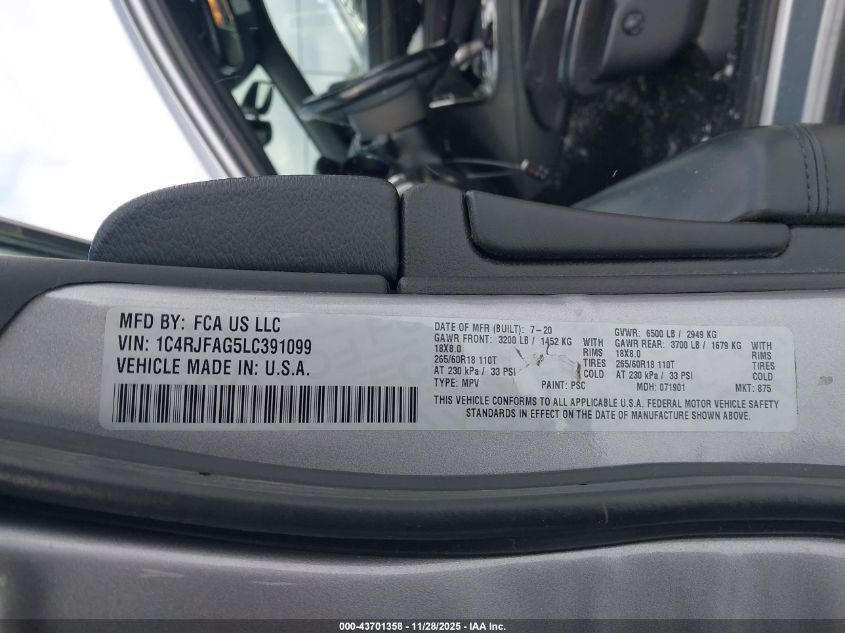 MFD BY: FCA US LLC
VIN: 1C4RJFAG5LC391099
VEHICLE MADE IN: U.S.A.
DATE OF MFR (BUILT): 7-20
GAWR FRONT: 3200 LB / 1452 KG WITH
18X8.0 RIMS
265/60R18 110T TIRES
AT 230 kPa / 33 PSI COLD
TYPE: MPV PAINT: PSC
GVWR: 6500 LB / 2949 KG
GAWR REAR: 3700 LB / 1679 KG WITH
18X8.0 RIMS
265/60R18 110T TIRES
AT 230 kPa / 33 PSI COLD
MDH: 071901 MKT: 875
THIS VEHICLE CONFORMS TO ALL APPLICABLE U.S.A. FEDERAL MOTOR VEHICLE SAFETY
STANDARDS IN EFFECT ON THE DATE OF MANUFACTURE SHOWN ABOVE.
000-43701358 | 11/28/2025 | IAA Inc.